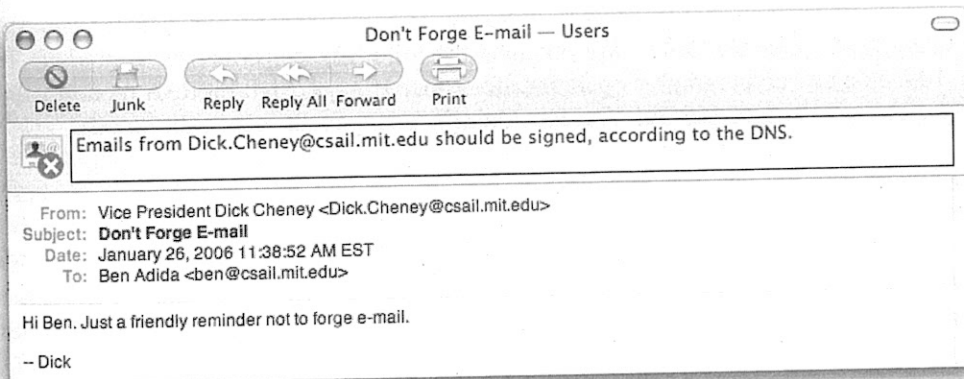 Don't Forge E-mail — Users
Delete Junk Reply Reply All Forward Print
Emails from Dick.Cheney@csail.mit.edu should be signed, according to the DNS.
From: Vice President Dick Cheney <Dick.Cheney@csail.mit.edu>
Subject: Don't Forge E-mail
Date: January 26, 2006 11:38:52 AM EST
To: Ben Adida <ben@csail.mit.edu>
Hi Ben. Just a friendly reminder not to forge e-mail.
-- Dick